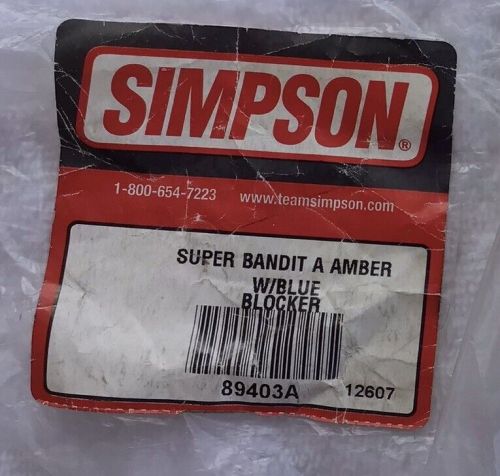 SIMPSON®
1-800-654-7223 www.teamsimpson.com
SUPER BANDIT A AMBER
W/BLUE
BLOCKER
89403A 12607